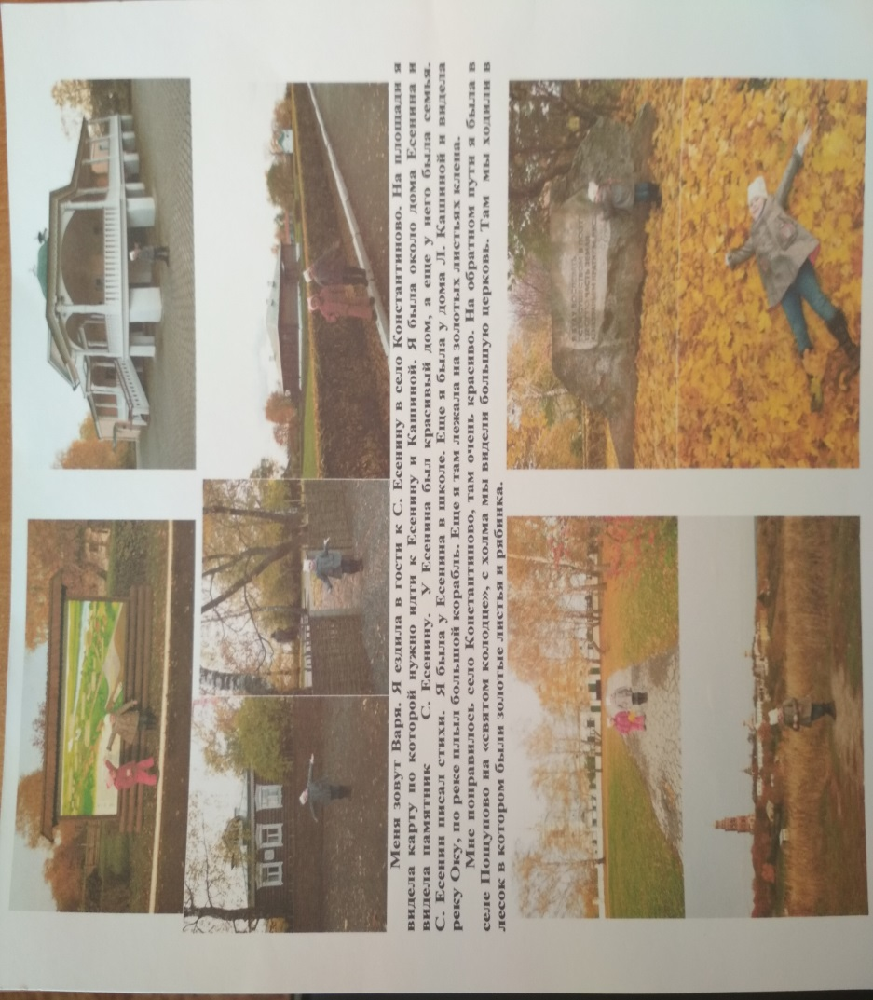 Меня зовут Варя. Я ездила в гости к С. Есенину в село Константиново. На площади я
видела карту по которой нужно идти к Есенину и Кашиной. Я была около дома Есенина и
видела памятник С. Есенину. У Есенина был красивый дом, а еще у него была семья.
С. Есенин писал стихи. Я была у Есенина в школе. Еще я была у дома Л. Кашиной и видела
реку Оку, по реке плыл большой корабль. Еще я там лежала на золотых листьях клена.
Мне понравилось село Константиново, там очень красиво. На обратном пути я была в
селе Пощупово на «святом колодце», с холма мы видели большую церковь. Там мы ходили в
лесок в котором были золотые листья и рябинка.